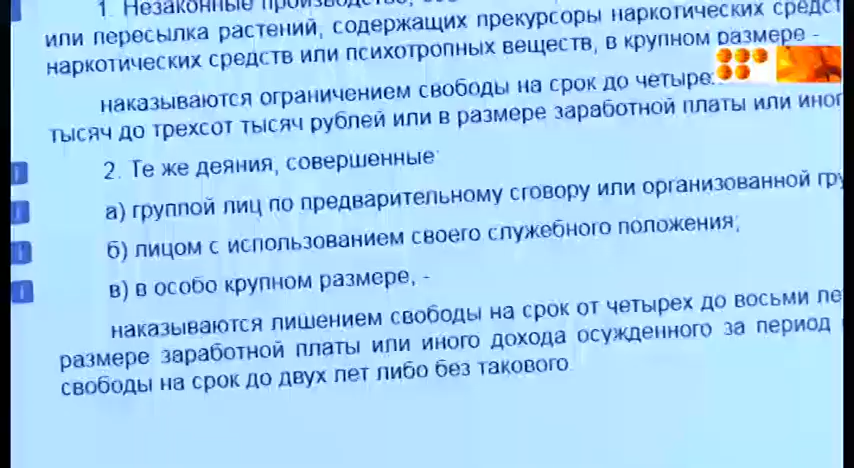 1. Незаконные
или пересылка растений, содержащих прекурсоры наркотических
наркотических средств или психотропных веществ, в крупном размере -
наказываются ограничением свободы на срок до
тысяч до трехсот тысяч рублей или в размере заработной платы или
2. Те же деяния, совершенные:
а) группой лиц по предварительному сговору или организованной
б) лицом с использованием своего служебного положения;
в) в особо крупном размере, -
наказываются лишением свободы на срок от четырех до восьми
размере заработной платы или иного дохода осужденного за период
свободы на срок до двух лет либо без такового.